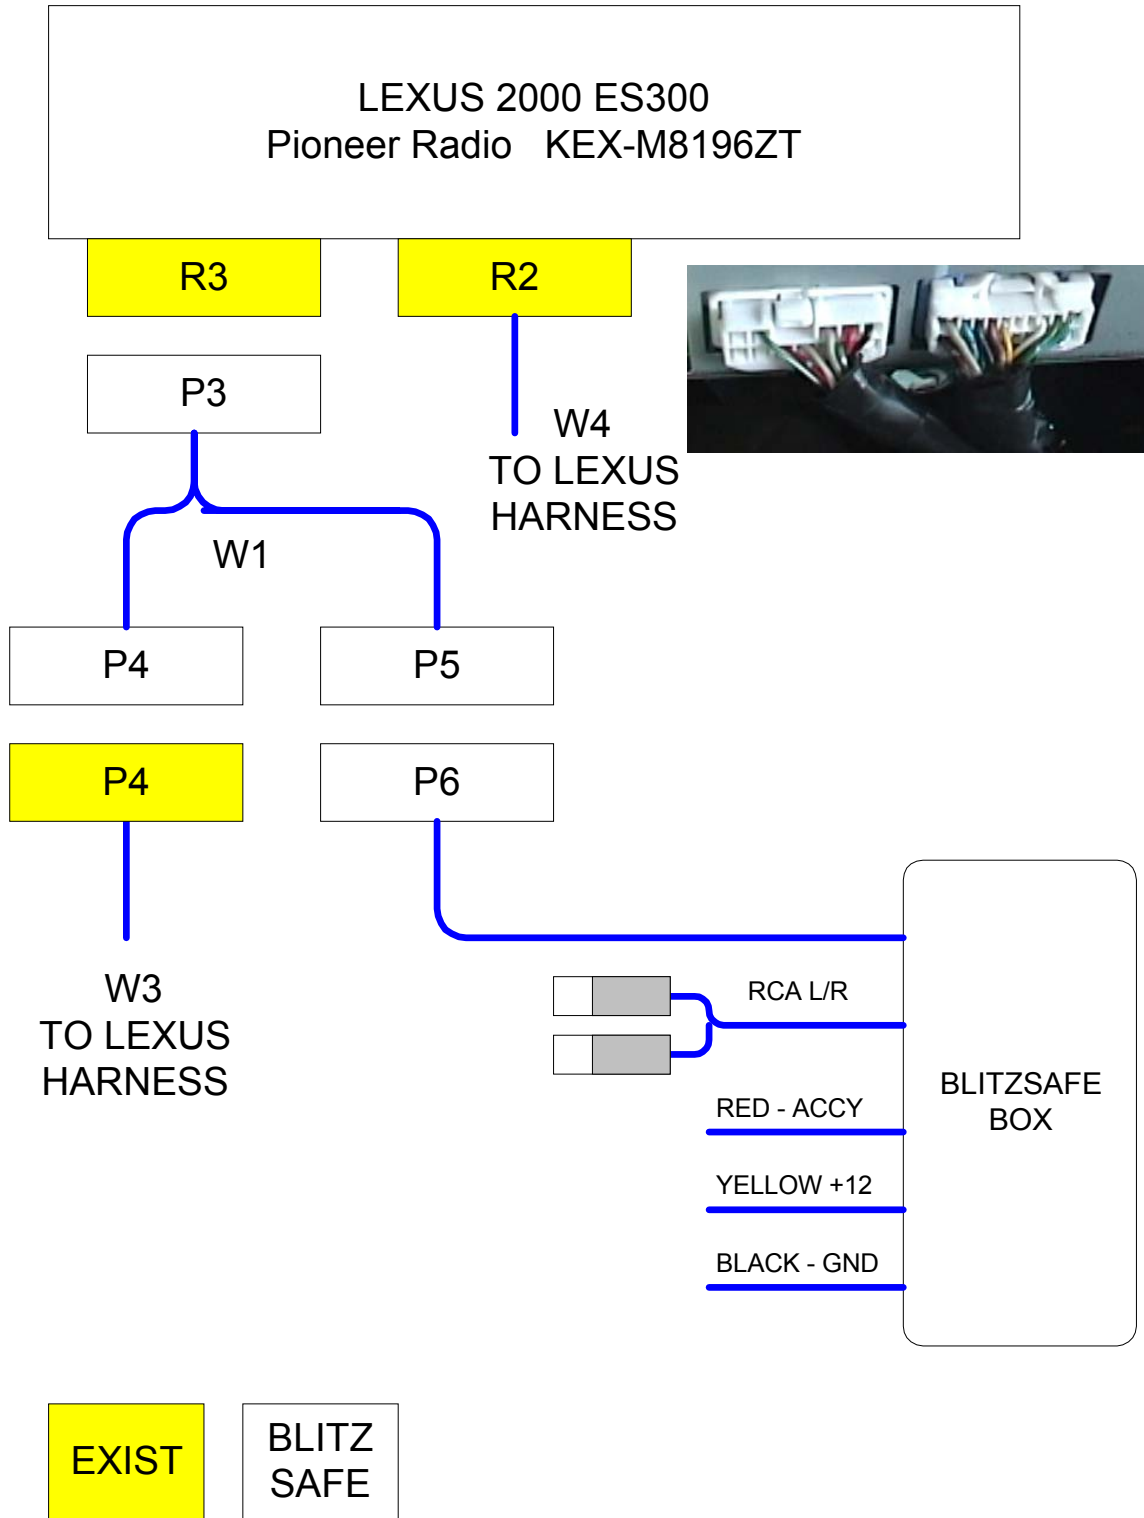 LEXUS 2000 ES300
Pioneer Radio KEX-M8196ZT
R3
R2
P3
W4
TO LEXUS
HARNESS
W1
P4
P5
P4
P6
W3
TO LEXUS
HARNESS
RCA L/R
RED - ACCY
YELLOW +12
BLACK - GND
BLITZSAFE
BOX
EXIST
BLITZ
SAFE